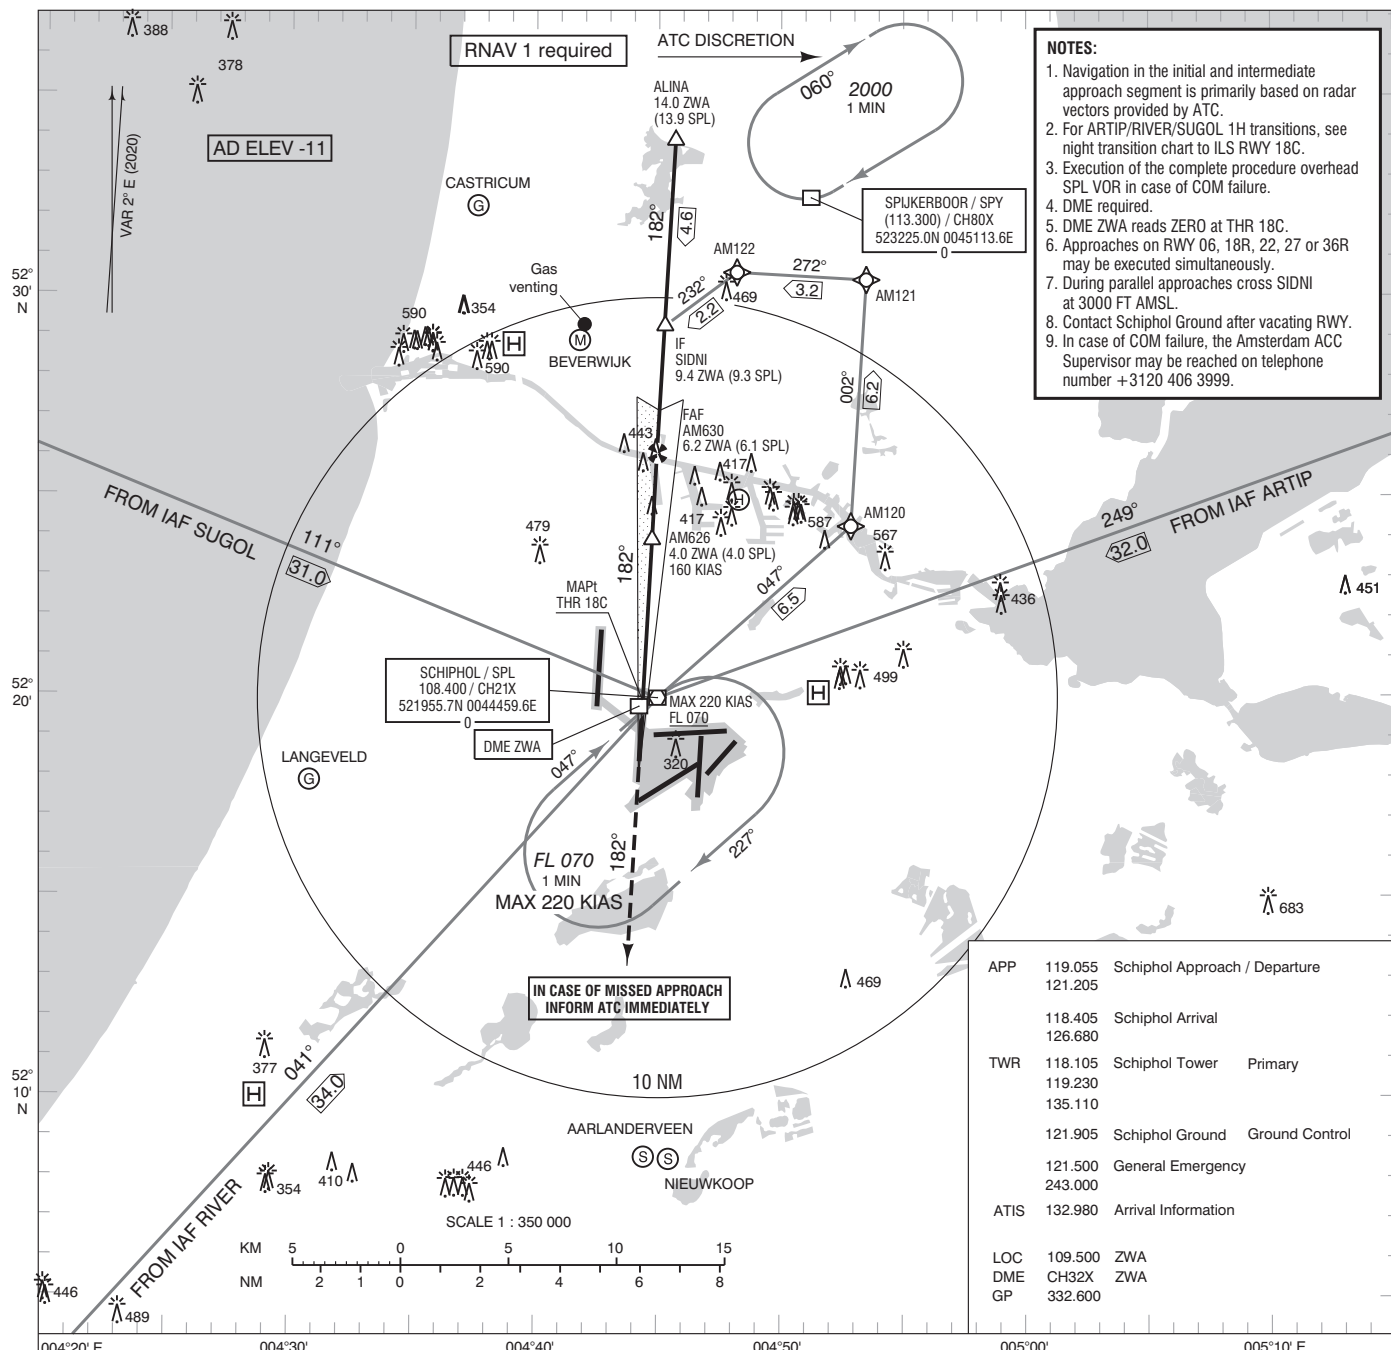 388
378
RNAV 1 required
ATC DISCRETION
AD ELEV -11
VAR 2° E (2020)
ALINA
14.0 ZWA
(13.9 SPL)
060°
2000
1 MIN
NOTES:
1. Navigation in the initial and intermediate
approach segment is primarily based on radar
vectors provided by ATC.
2. For ARTIP/RIVER/SUGOL 1H transitions, see
night transition chart to ILS RWY 18C.
3. Execution of the complete procedure overhead
SPL VOR in case of COM failure.
4. DME required.
5. DME ZWA reads ZERO at THR 18C.
6. Approaches on RWY 06, 18R, 22, 27 or 36R
may be executed simultaneously.
7. During parallel approaches cross SIDNI
at 3000 FT AMSL.
8. Contact Schiphol Ground after vacating RWY.
9. In case of COM failure, the Amsterdam ACC
Supervisor may be reached on telephone
number +3120 406 3999.
CASTRICUM
G
182°
4.6
SPIJKERBOOR / SPY
(113.300) / CH80X
523225.0N 0045113.6E
0
52°
30'
N
AM122
272°
3.2
AM121
232°
2.2
469
Gas
venting
354
590
H
590
M
BEVERWIJK
IF
SIDNI
9.4 ZWA (9.3 SPL)
002°
6.2
FAF
AM630
6.2 ZWA (6.1 SPL)
443
417
H
417
587
AM120
567
AM626
4.0 ZWA (4.0 SPL)
160 KIAS
182°
479
FROM IAF SUGOL
111°
31.0
FROM IAF ARTIP
249°
32.0
047°
6.5
436
451
MAPt
THR 18C
SCHIPHOL / SPL
108.400 / CH21X
521955.7N 0044459.6E
0
DME ZWA
52°
20'
MAX 220 KIAS
FL 070
H
499
320
LANGEVELD
G
047°
227°
182°
FL 070
1 MIN
MAX 220 KIAS
683
469
IN CASE OF MISSED APPROACH
INFORM ATC IMMEDIATELY
377
H
041°
34.0
52°
10'
N
10 NM
AARLANDERVEEN
S
S
NIEUWKOOP
354
410
446
FROM IAF RIVER
446
489
SCALE 1 : 350 000
KM 5 0 5 10 15
NM 2 1 0 2 4 6 8
APP 119.055 Schiphol Approach / Departure
121.205
118.405 Schiphol Arrival
126.680
TWR 118.105 Schiphol Tower Primary
119.230
135.110
121.905 Schiphol Ground Ground Control
121.500 General Emergency
243.000
ATIS 132.980 Arrival Information
LOC 109.500 ZWA
DME CH32X ZWA
GP 332.600
004°20' E 004°30' 004°40' 004°50' 005°00' 005°10' E